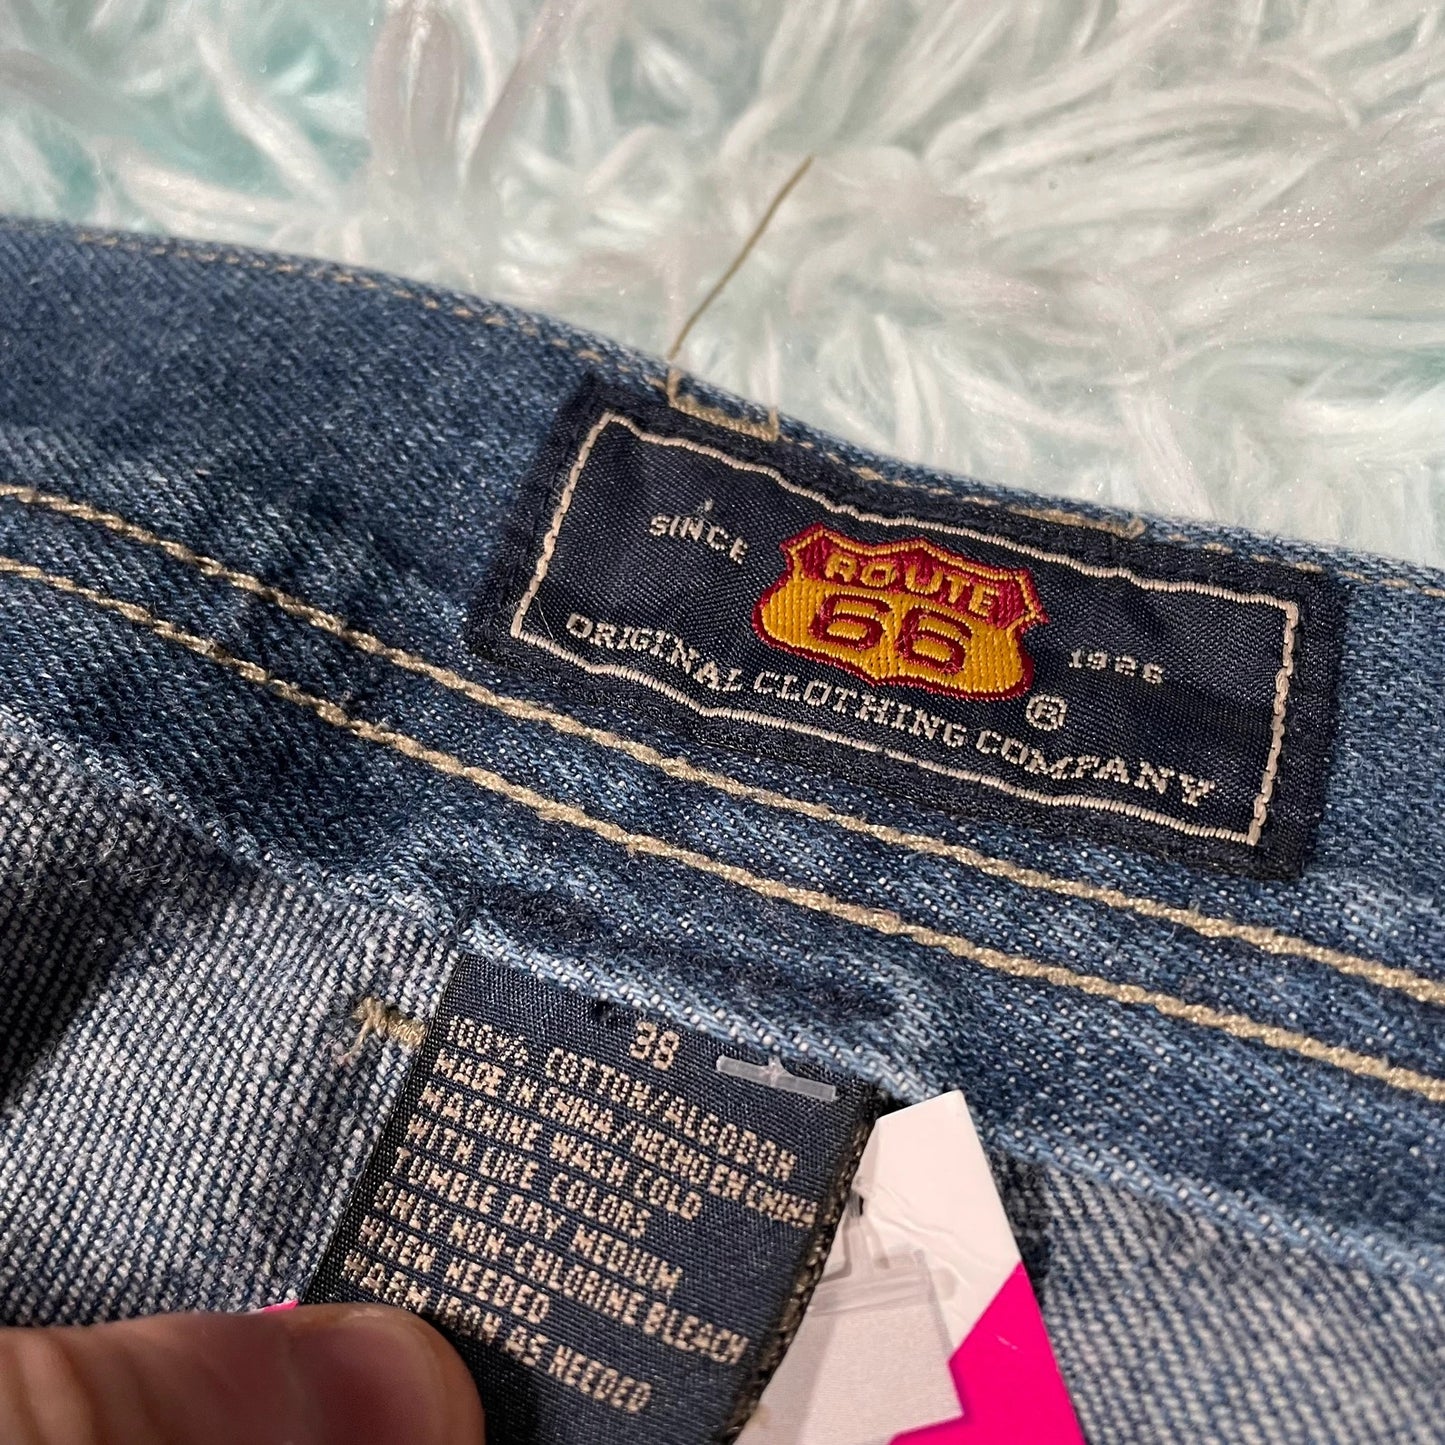 SINCE
ROUTE
66
1926
®
ORIGINAL CLOTHING COMPANY
38
100% COTTON/ALGODON
MADE IN CHINA/HECHO EN CHINA
MACHINE WASH COLD
WITH LIKE COLORS
TUMBLE DRY MEDIUM
ONLY NON-CHLORINE BLEACH
WHEN NEEDED
WARM IRON AS NEEDED